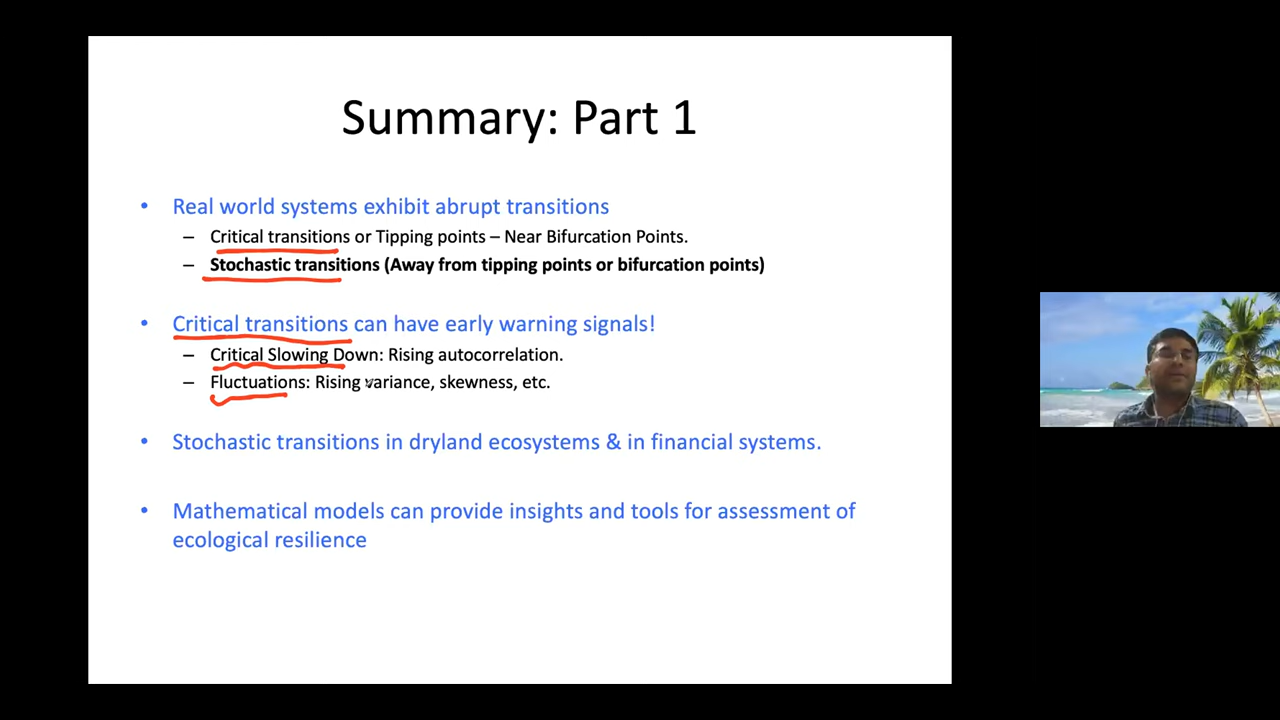 Summary: Part 1
• Real world systems exhibit abrupt transitions
– Critical transitions or Tipping points – Near Bifurcation Points.
– Stochastic transitions (Away from tipping points or bifurcation points)
• Critical transitions can have early warning signals!
– Critical Slowing Down: Rising autocorrelation.
– Fluctuations: Rising variance, skewness, etc.
• Stochastic transitions in dryland ecosystems & in financial systems.
• Mathematical models can provide insights and tools for assessment of
ecological resilience